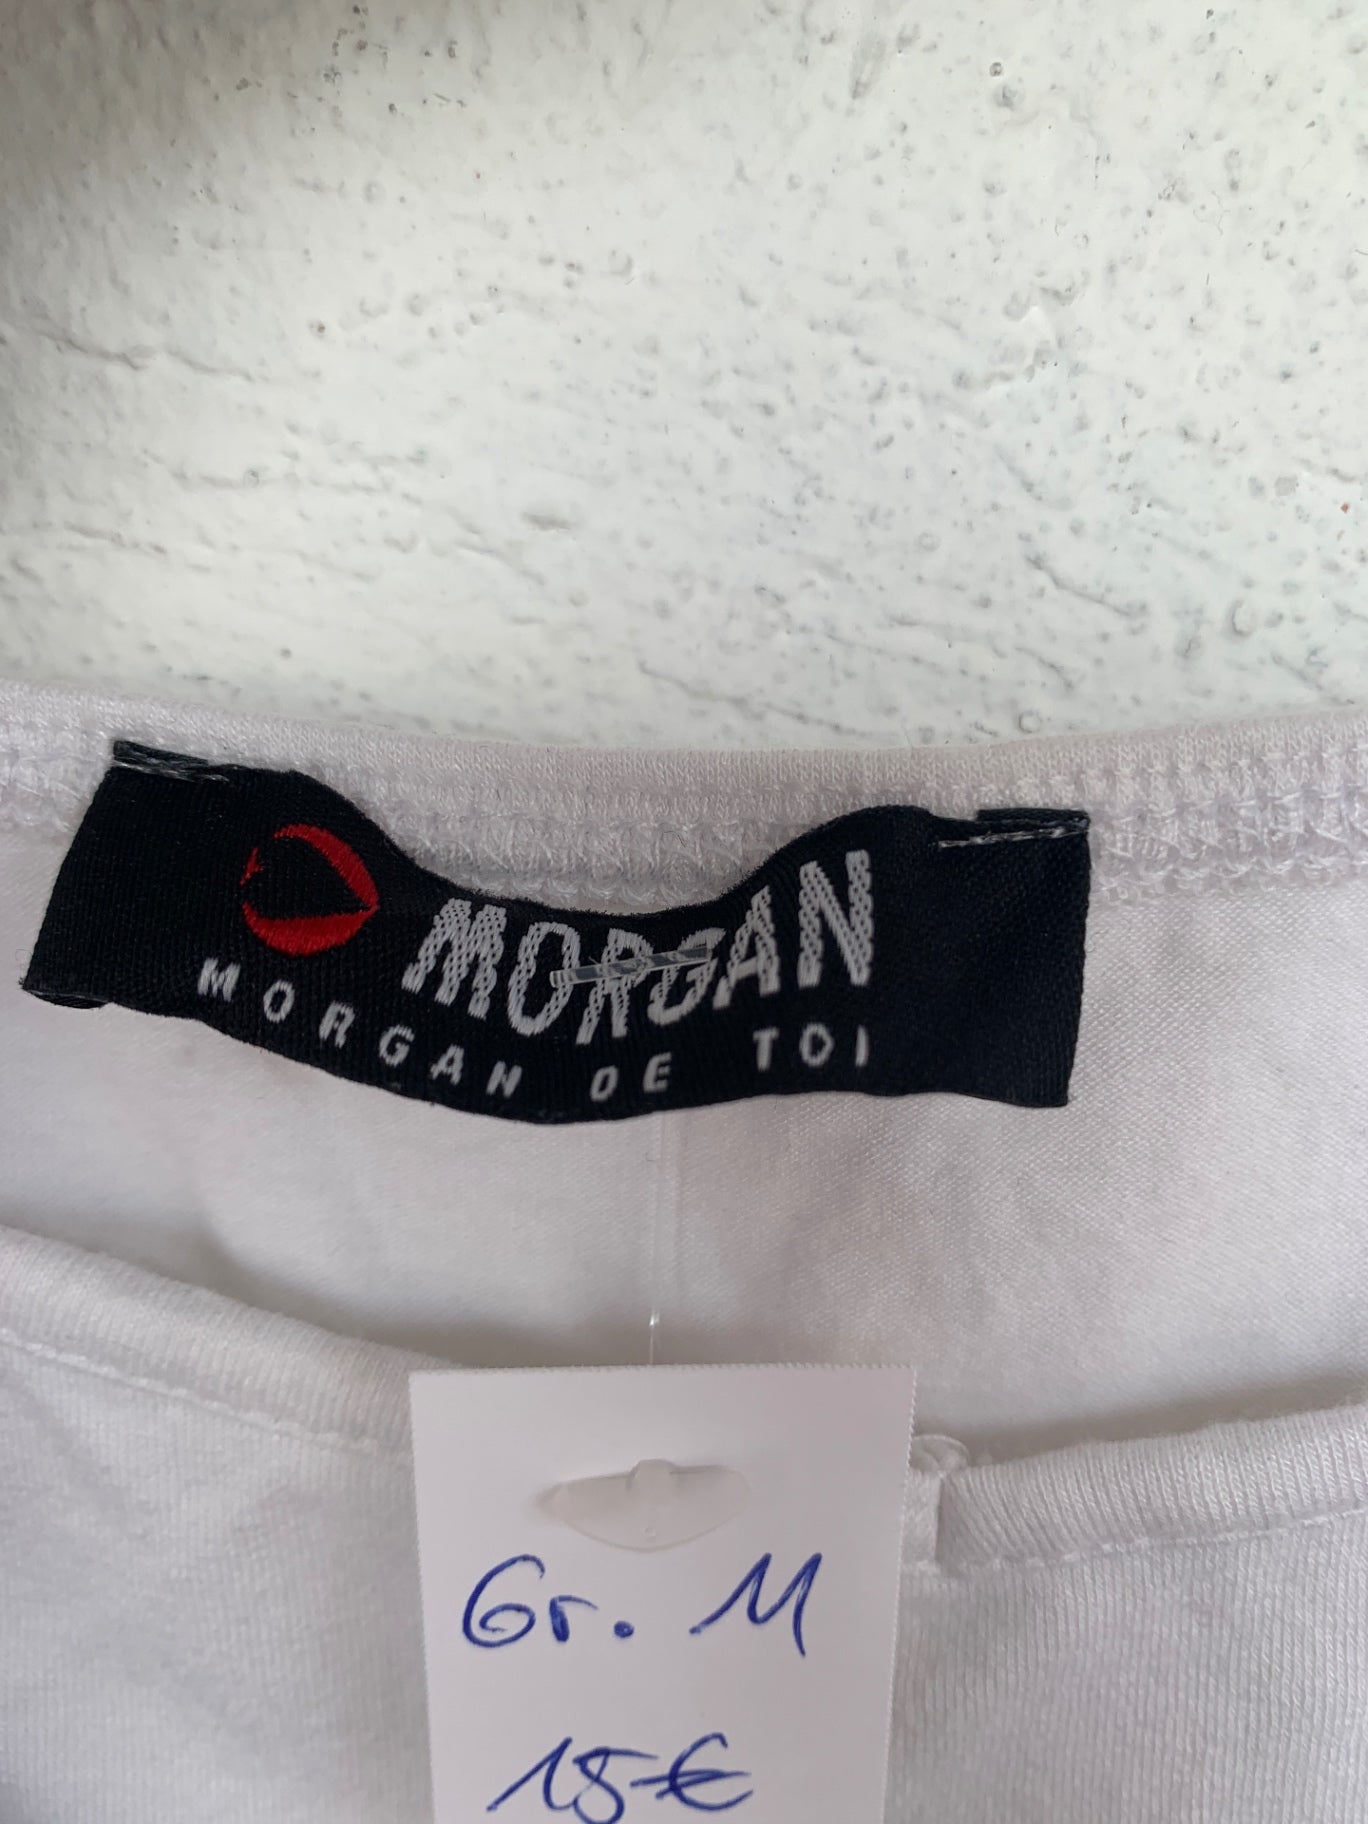 MORGAN
MORGAN DE TOI
Gr. M
15 €